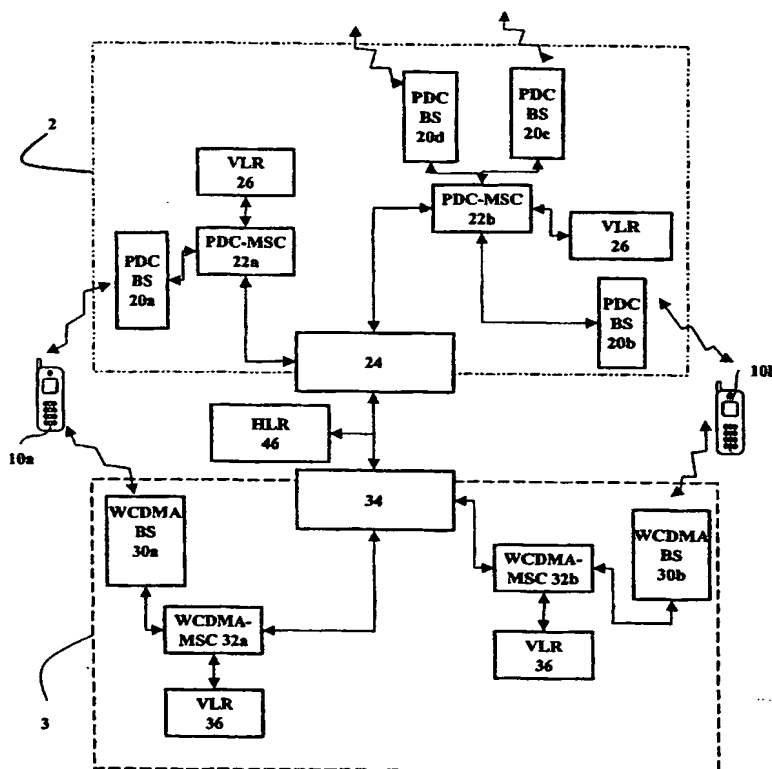 2
PDC
BS
20d
PDC
BS
20c
VLR
26
PDC-MSC
22b
PDC-MSC
22a
VLR
26
PDC
BS
20a
PDC
BS
20b
24
10b
HLR
46
10a
34
WCDMA
BS
30a
WCDMA
BS
30b
WCDMA-
MSC 32b
WCDMA-
MSC 32a
VLR
36
VLR
36
3